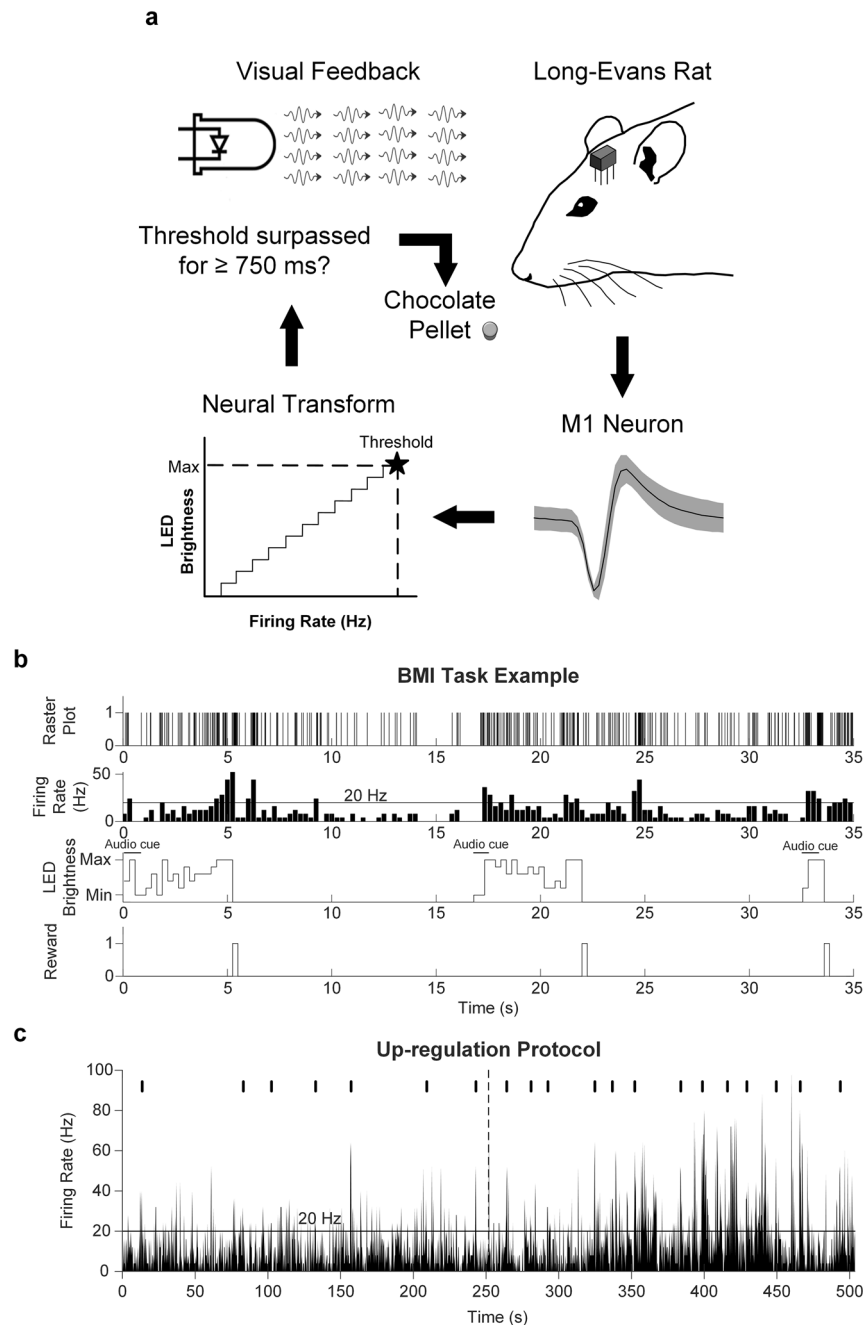 a
Visual Feedback
Long-Evans Rat
Threshold surpassed
for ≥ 750 ms?
Chocolate
Pellet
Neural Transform
M1 Neuron
Threshold
Max
LED
Brightness
Firing Rate (Hz)
b
BMI Task Example
Raster
Plot
1
0
0 5 10 15 20 25 30 35
Firing
Rate
(Hz)
50
0
20 Hz
0 5 10 15 20 25 30 35
LED
Brightness
Max
Min
Audio cue Audio cue Audio cue
0 5 10 15 20 25 30 35
Reward
1
0
0 5 10 15 20 25 30 35
Time (s)
c
Up-regulation Protocol
Firing Rate (Hz)
100
80
60
40
20
0
20 Hz
0 50 100 150 200 250 300 350 400 450 500
Time (s)